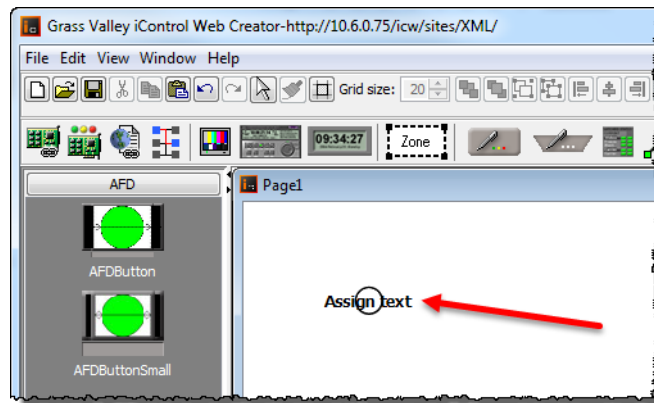 Grass Valley iControl Web Creator-http://10.6.0.75/icw/sites/XML/
File Edit View Window Help
Grid size: 20
09:34:27
Zone
AFD
Page1
AFDButton
Assign text
AFDButtonSmall